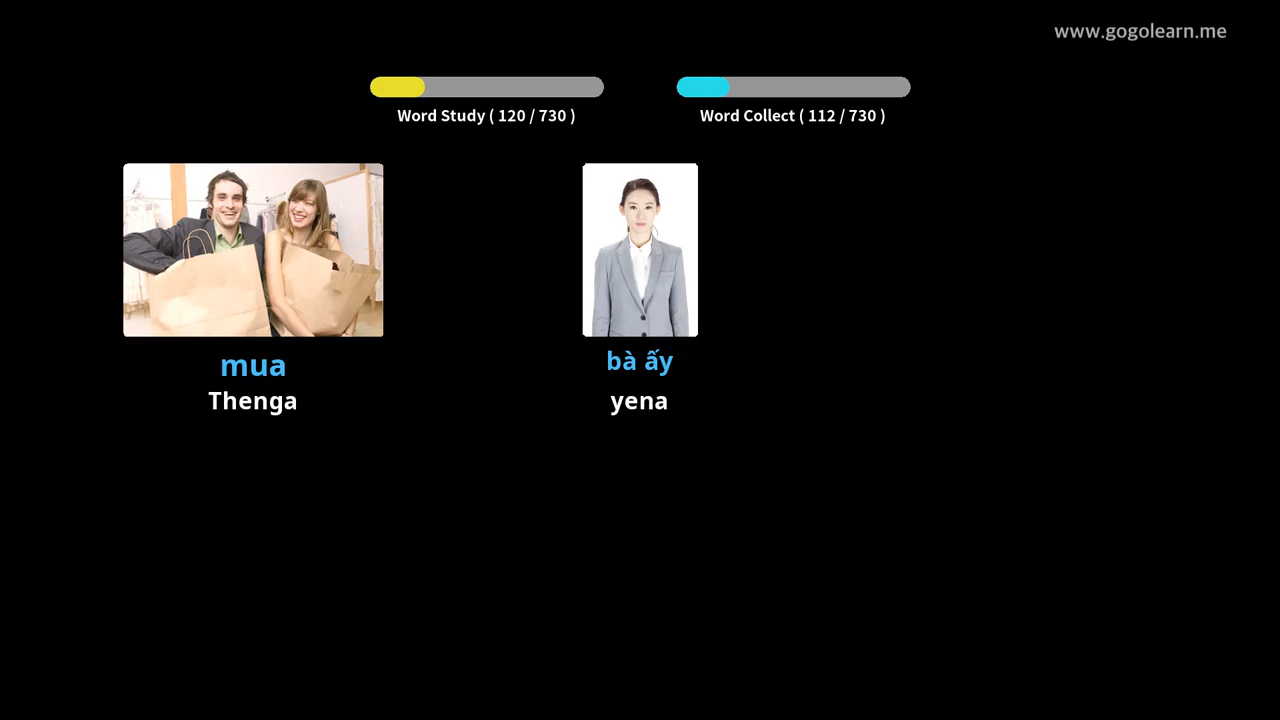 www.gogolearn.me
Word Study ( 120 / 730 )
Word Collect ( 112 / 730 )
mua
Thenga
bà ấy
yena